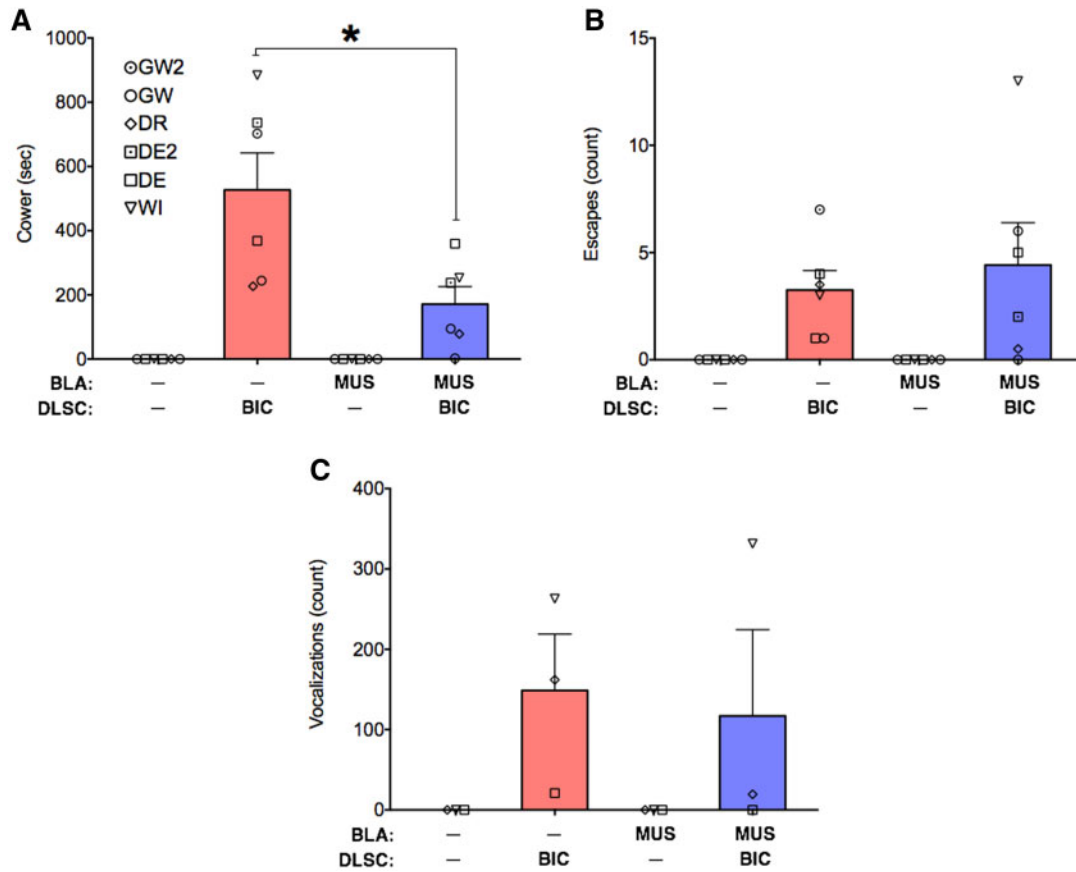 A
Cower (sec)
1000
800
600
400
200
0
GW2
GW
DR
DE2
DE
WI
*
BLA: — — MUS MUS
DLSC: — BIC — BIC
B
Escapes (count)
15
10
5
0
BLA: — — MUS MUS
DLSC: — BIC — BIC
C
Vocalizations (count)
400
300
200
100
0
BLA: — — MUS MUS
DLSC: — BIC — BIC